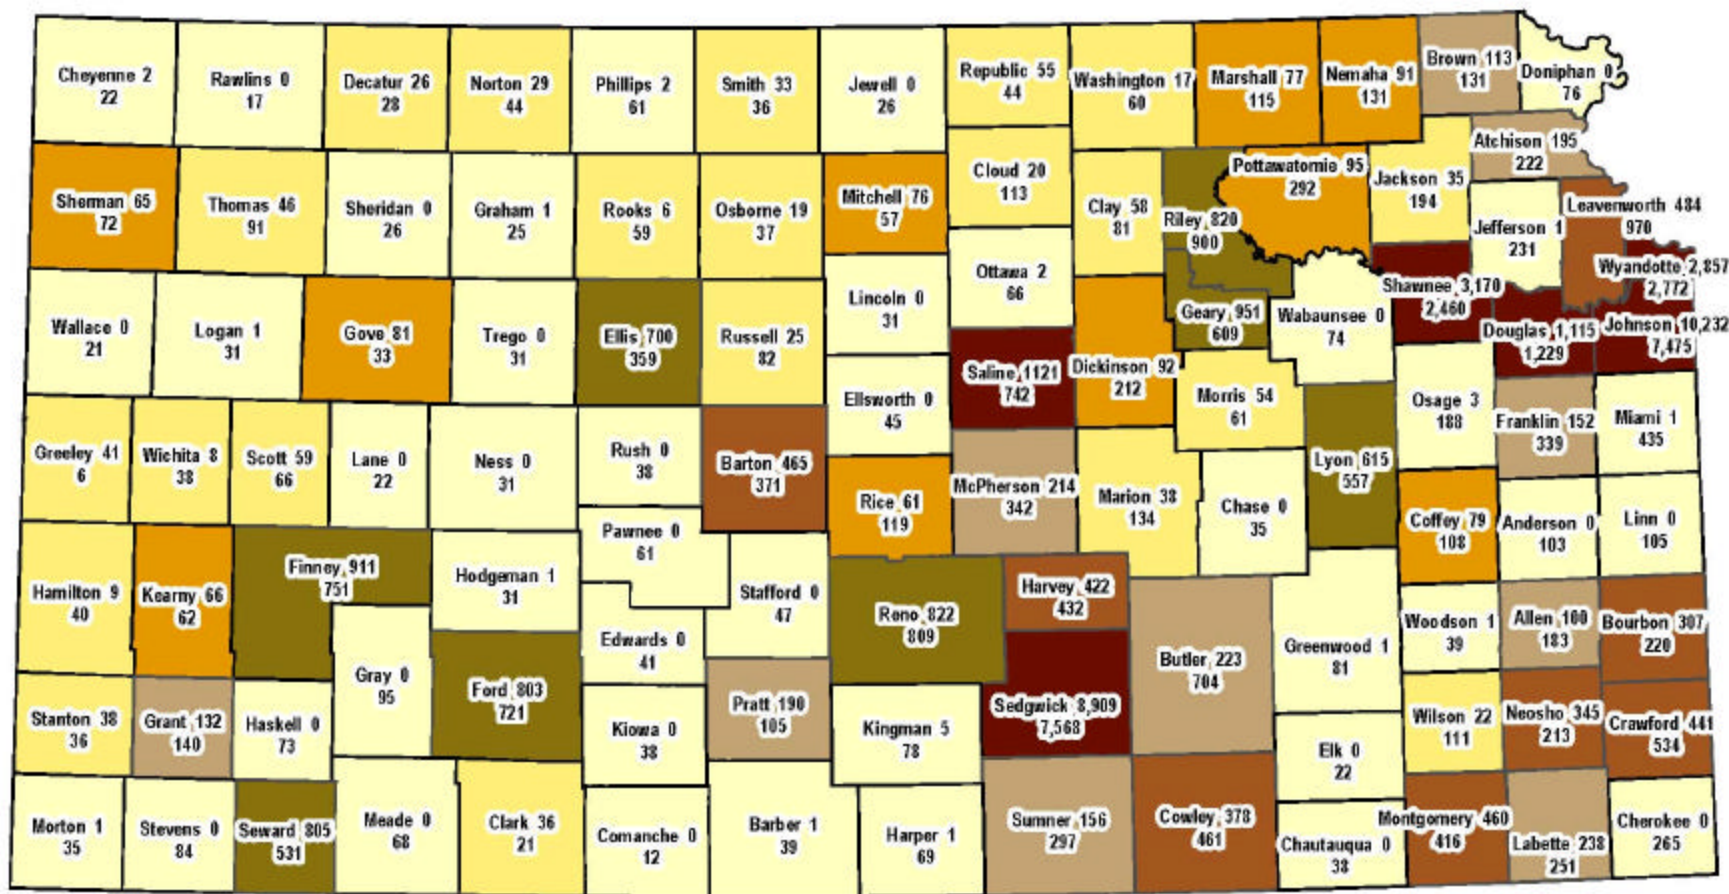 Cheyenne 2
22
Rawlins 0
17
Decatur 26
28
Norton 29
44
Phillips 2
61
Smith 33
36
Jewell 0
26
Republic 55
44
Washington 17
60
Marshall 77
115
Nemaha 91
131
Brown 113
131
Doniphan 0
76
Sherman 65
72
Thomas 46
91
Sheridan 0
26
Graham 1
25
Rooks 6
59
Osborne 19
37
Mitchell 76
57
Cloud 20
113
Clay 58
81
Riley 820
900
Pottawatomie 95
292
Jackson 35
194
Atchison 195
222
Jefferson 1
231
Leavenworth 484
970
Wyandotte 2,857
2,772
Wallace 0
21
Logan 1
31
Gove 81
33
Trego 0
31
Ellis 700
359
Russell 25
82
Lincoln 0
31
Ottawa 2
66
Saline 1121
742
Dickinson 92
212
Geary 951
609
Wabaunsee 0
74
Shawnee 3,170
2,460
Douglas 1,115
1,229
Johnson 10,232
7,475
Greeley 41
6
Wichita 8
38
Scott 59
66
Lane 0
22
Ness 0
31
Rush 0
38
Barton 465
371
Ellsworth 0
45
Rice 61
119
McPherson 214
342
Marion 38
134
Morris 54
61
Chase 0
35
Lyon 615
557
Osage 3
188
Franklin 152
339
Miami 1
435
Coffey 79
108
Anderson 0
103
Linn 0
105
Hamilton 9
40
Kearny 66
62
Finney 911
751
Hodgeman 1
31
Pawnee 0
61
Stafford 0
47
Edwards 0
41
Reno 822
809
Harvey 422
432
Butler 223
704
Greenwood 1
81
Woodson 1
39
Allen 100
183
Bourbon 307
220
Stanton 38
36
Grant 132
140
Haskell 0
73
Gray 0
95
Ford 803
721
Kiowa 0
38
Pratt 190
105
Kingman 5
78
Sedgwick 8,909
7,568
Elk 0
22
Wilson 22
111
Neosho 345
213
Crawford 441
534
Morton 1
35
Stevens 0
84
Seward 805
531
Meade 0
68
Clark 36
21
Comanche 0
12
Barber 1
39
Harper 1
69
Sumner 156
297
Cowley 378
461
Chautauqua 0
38
Montgomery 460
416
Labette 238
251
Cherokee 0
265